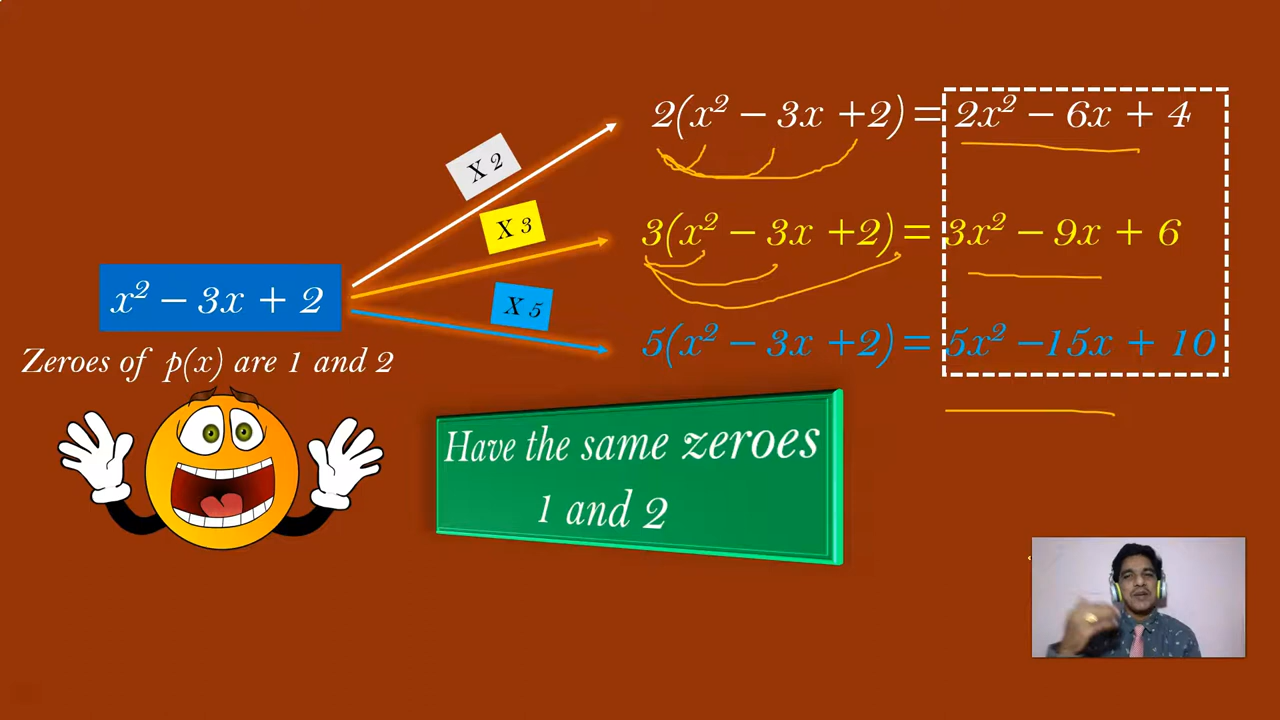 2(x² − 3x + 2) = 2x² − 6x + 4
X 2
X 3
3(x² − 3x + 2) = 3x² − 9x + 6
x² − 3x + 2
X 5
5(x² − 3x + 2) = 5x² − 15x + 10
Zeroes of p(x) are 1 and 2
Have the same zeroes
1 and 2